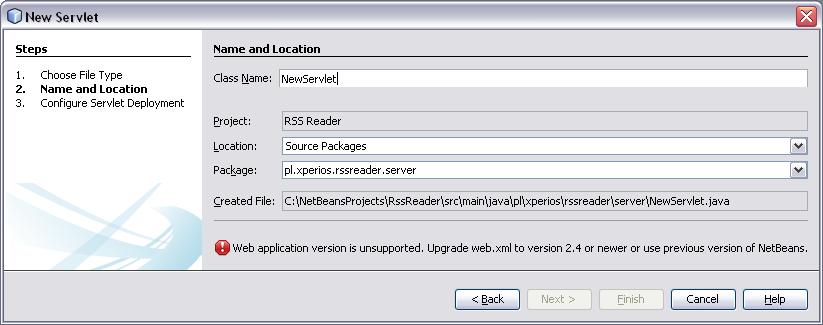 New Servlet
Steps
1. Choose File Type
2. Name and Location
3. Configure Servlet Deployment
Name and Location
Class Name: NewServlet
Project: RSS Reader
Location: Source Packages
Package: pl.xperios.rssreader.server
Created File: C:\NetBeansProjects\RssReader\src\main\java\pl\xperios\rssreader\server\NewServlet.java
Web application version is unsupported. Upgrade web.xml to version 2.4 or newer or use previous version of NetBeans.
< Back Next > Finish Cancel Help